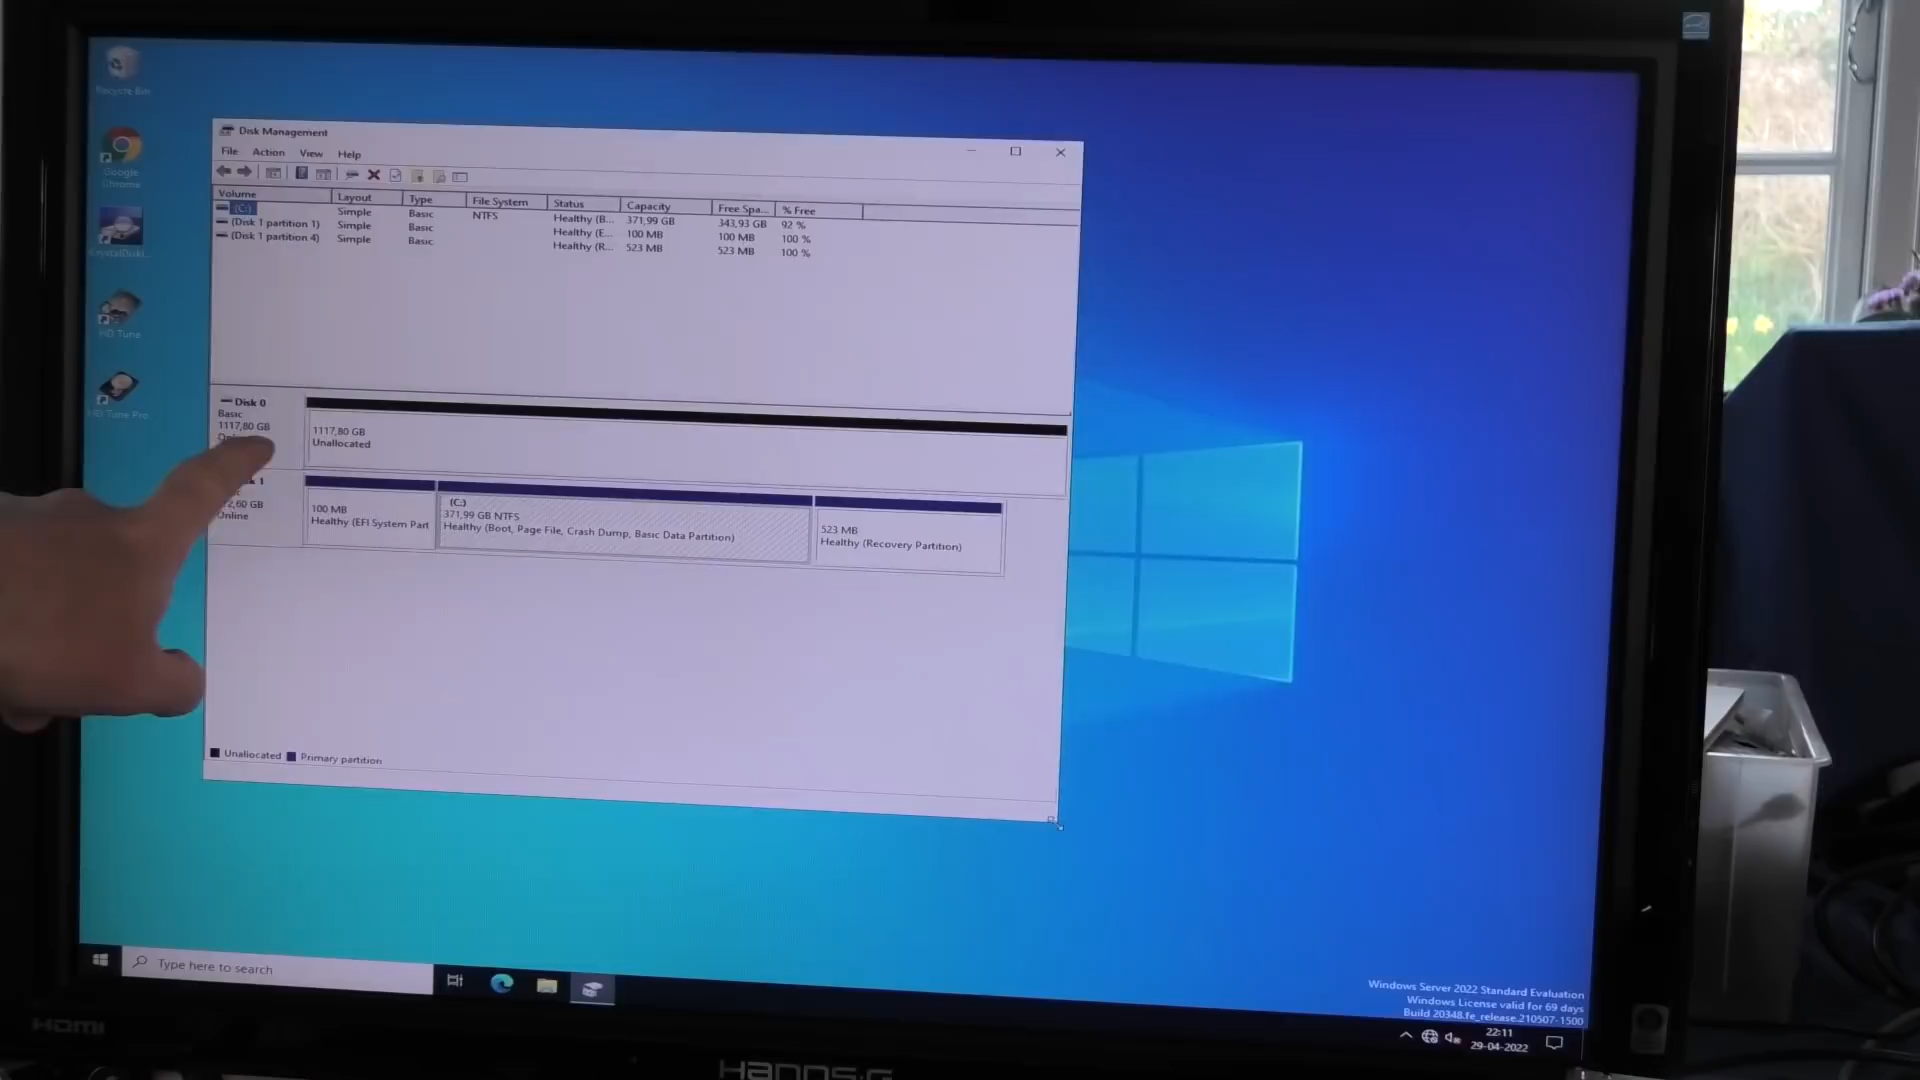 Recycle Bin
Google
Chrome
CrystalDiskI...
HD Tune
HD Tune Pro
Disk Management
File Action View Help
Volume Layout Type File System Status Capacity Free Spa... % Free
(C:) Simple Basic NTFS Healthy (B... 371,99 GB 343,93 GB 92 %
(Disk 1 partition 1) Simple Basic Healthy (E... 100 MB 100 MB 100 %
(Disk 1 partition 4) Simple Basic Healthy (R... 523 MB 523 MB 100 %
Disk 0
Basic
1117,80 GB
1117,80 GB
Unallocated
1
2,60 GB
Online
100 MB
Healthy (EFI System Part
(C:)
371,99 GB NTFS
Healthy (Boot, Page File, Crash Dump, Basic Data Partition)
523 MB
Healthy (Recovery Partition)
Unallocated Primary partition
Type here to search
Windows Server 2022 Standard Evaluation
Windows License valid for 69 days
Build 20348.fe_release.210507-1500
22:11
29-04-2022
HDMI
HANNS·G